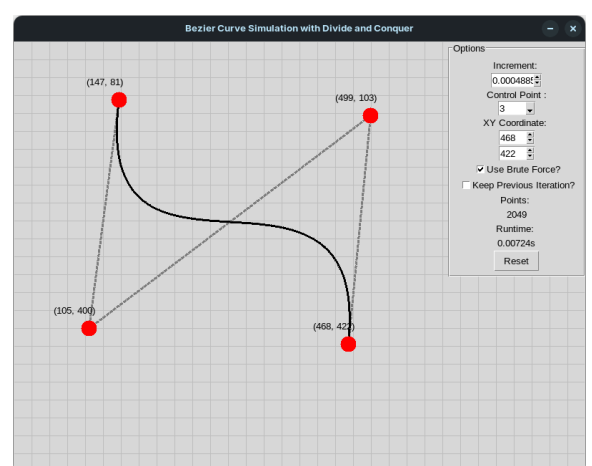 Bezier Curve Simulation with Divide and Conquer
Options
Increment:
0.000488
Control Point :
3
XY Coordinate:
468
422
Use Brute Force?
Keep Previous Iteration?
Points:
2049
Runtime:
0.00724s
Reset
(147, 81)
(499, 103)
(105, 400)
(468, 422)